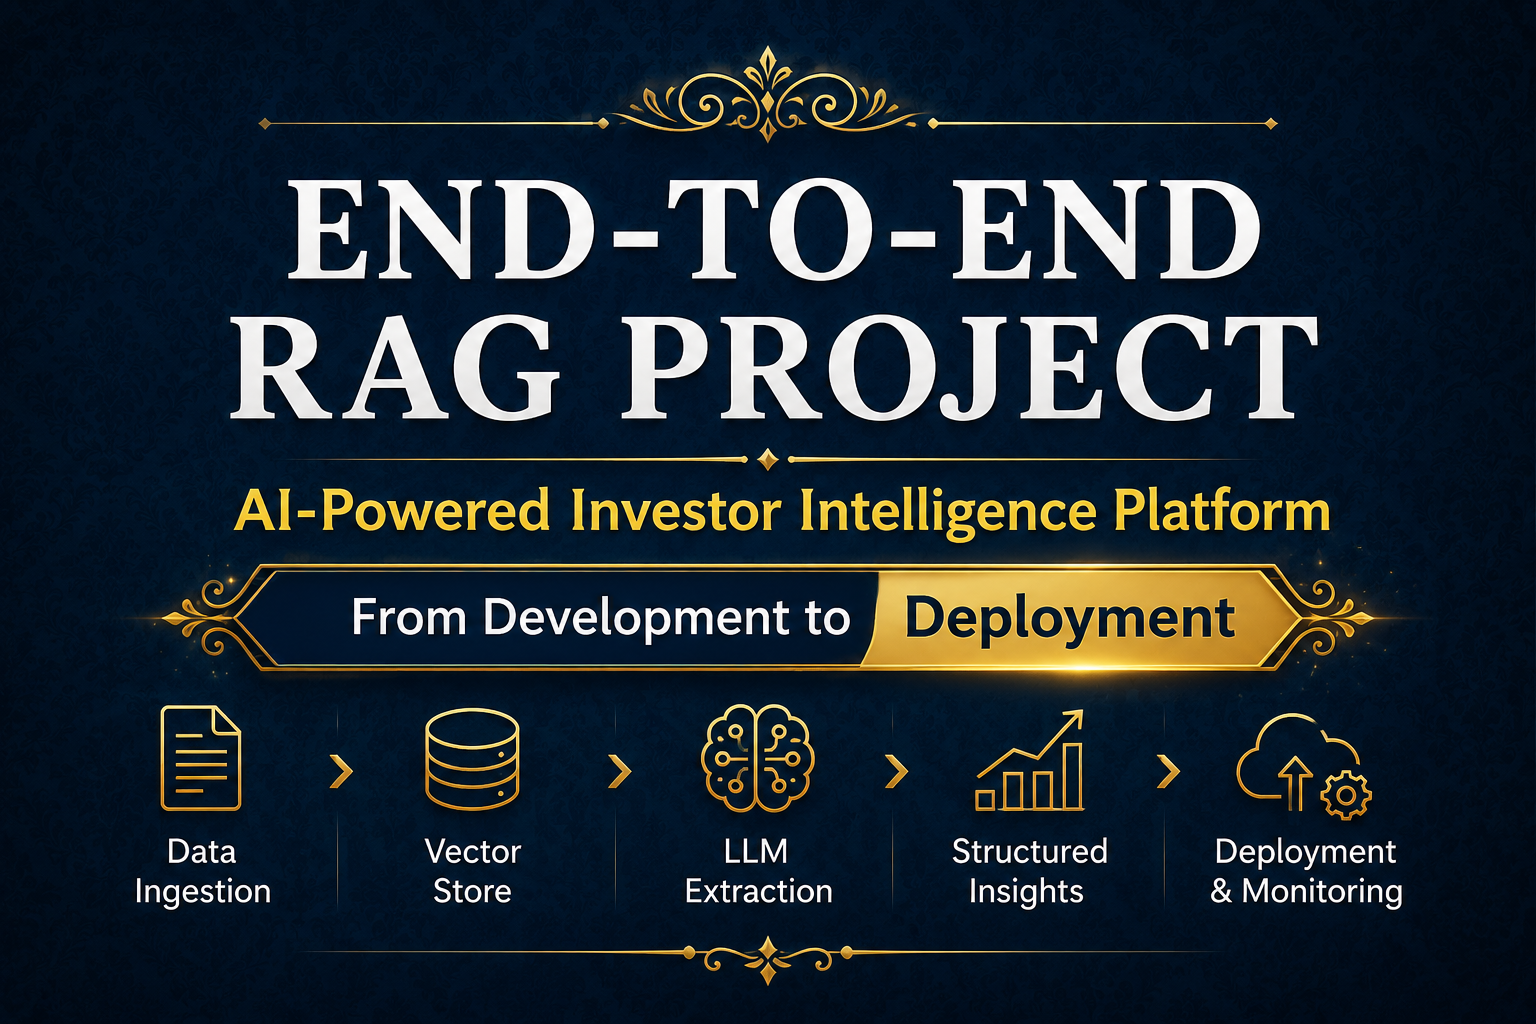 END-TO-END
RAG PROJECT
AI-Powered Investor Intelligence Platform
From Development to Deployment
Data
Ingestion
Vector
Store
LLM
Extraction
Structured
Insights
Deployment
& Monitoring